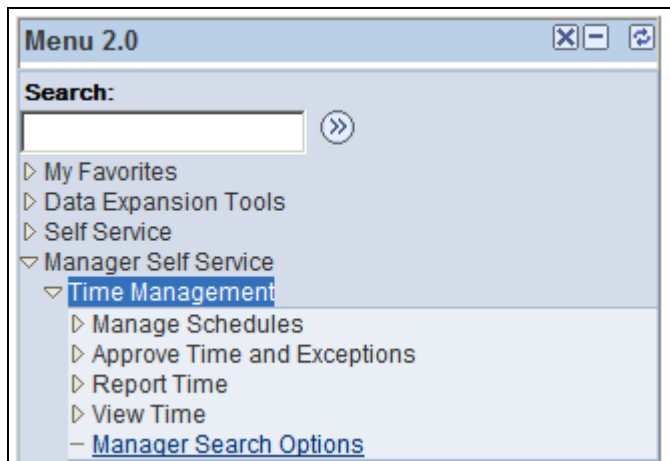 Menu 2.0
Search:
My Favorites
Data Expansion Tools
Self Service
Manager Self Service
Time Management
Manage Schedules
Approve Time and Exceptions
Report Time
View Time
Manager Search Options